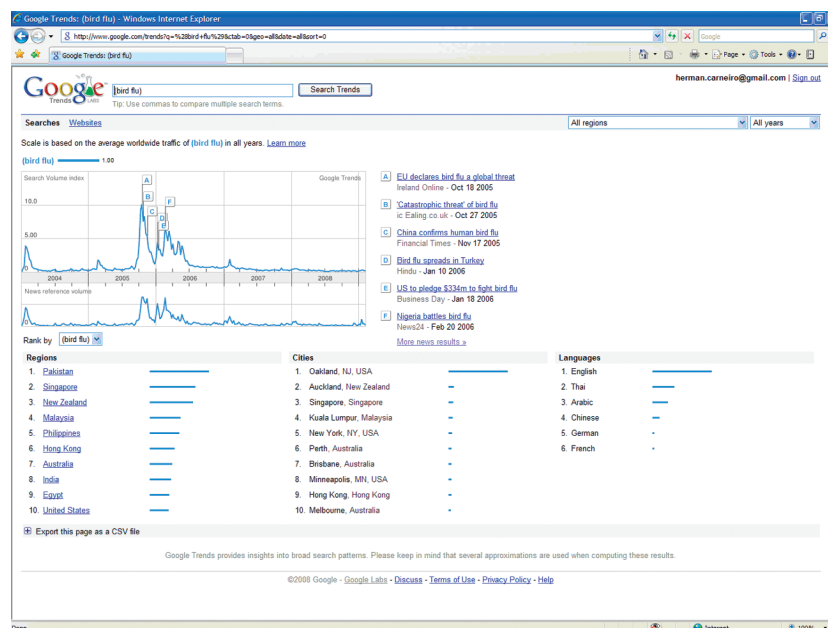 Google Trends: (bird flu) - Windows Internet Explorer
http://www.google.com/trends?q=%28bird+flu%29&ctab=0&geo=all&date=all&sort=0
Google
Google Trends: (bird flu)
Page
Tools
herman.carneiro@gmail.com | Sign out
Google
Trends LABS
(bird flu)
Search Trends
Tip: Use commas to compare multiple search terms.
Searches Websites
All regions
All years
Scale is based on the average worldwide traffic of (bird flu) in all years. Learn more
(bird flu) 1.00
Search Volume index
Google Trends
A
B
C
D
E
F
10.0
5.00
0
2004 2005 2006 2007 2008
News reference volume
0
A EU declares bird flu a global threat
Ireland Online - Oct 18 2005
B 'Catastrophic threat' of bird flu
ic Ealing.co.uk - Oct 27 2005
C China confirms human bird flu
Financial Times - Nov 17 2005
D Bird flu spreads in Turkey
Hindu - Jan 10 2006
E US to pledge $334m to fight bird flu
Business Day - Jan 18 2006
F Nigeria battles bird flu
News24 - Feb 20 2006
More news results »
Rank by (bird flu)
Regions
1. Pakistan
2. Singapore
3. New Zealand
4. Malaysia
5. Philippines
6. Hong Kong
7. Australia
8. India
9. Egypt
10. United States
Cities
1. Oakland, NJ, USA
2. Auckland, New Zealand
3. Singapore, Singapore
4. Kuala Lumpur, Malaysia
5. New York, NY, USA
6. Perth, Australia
7. Brisbane, Australia
8. Minneapolis, MN, USA
9. Hong Kong, Hong Kong
10. Melbourne, Australia
Languages
1. English
2. Thai
3. Arabic
4. Chinese
5. German
6. French
Export this page as a CSV file
Google Trends provides insights into broad search patterns. Please keep in mind that several approximations are used when computing these results.
©2008 Google - Google Labs - Discuss - Terms of Use - Privacy Policy - Help
Done
Internet
100%